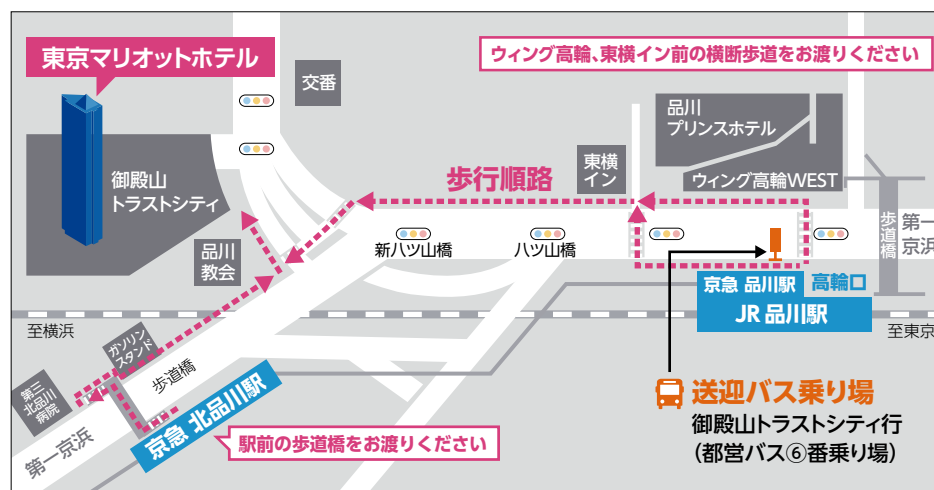 東京マリオットホテル
ウィング高輪、東横イン前の横断歩道をお渡りください
交番
品川
プリンスホテル
東横
イン
ウィング高輪WEST
御殿山
トラストシティ
歩行順路
歩道橋
第一
京浜
品川
教会
新八ツ山橋
八ツ山橋
京急 品川駅
高輪口
JR 品川駅
至横浜
至東京
ガソリン
スタンド
歩道橋
第三
北品川
病院
京急 北品川駅
第一京浜
駅前の歩道橋をお渡りください
送迎バス乗り場
御殿山トラストシティ行
（都営バス⑥番乗り場）